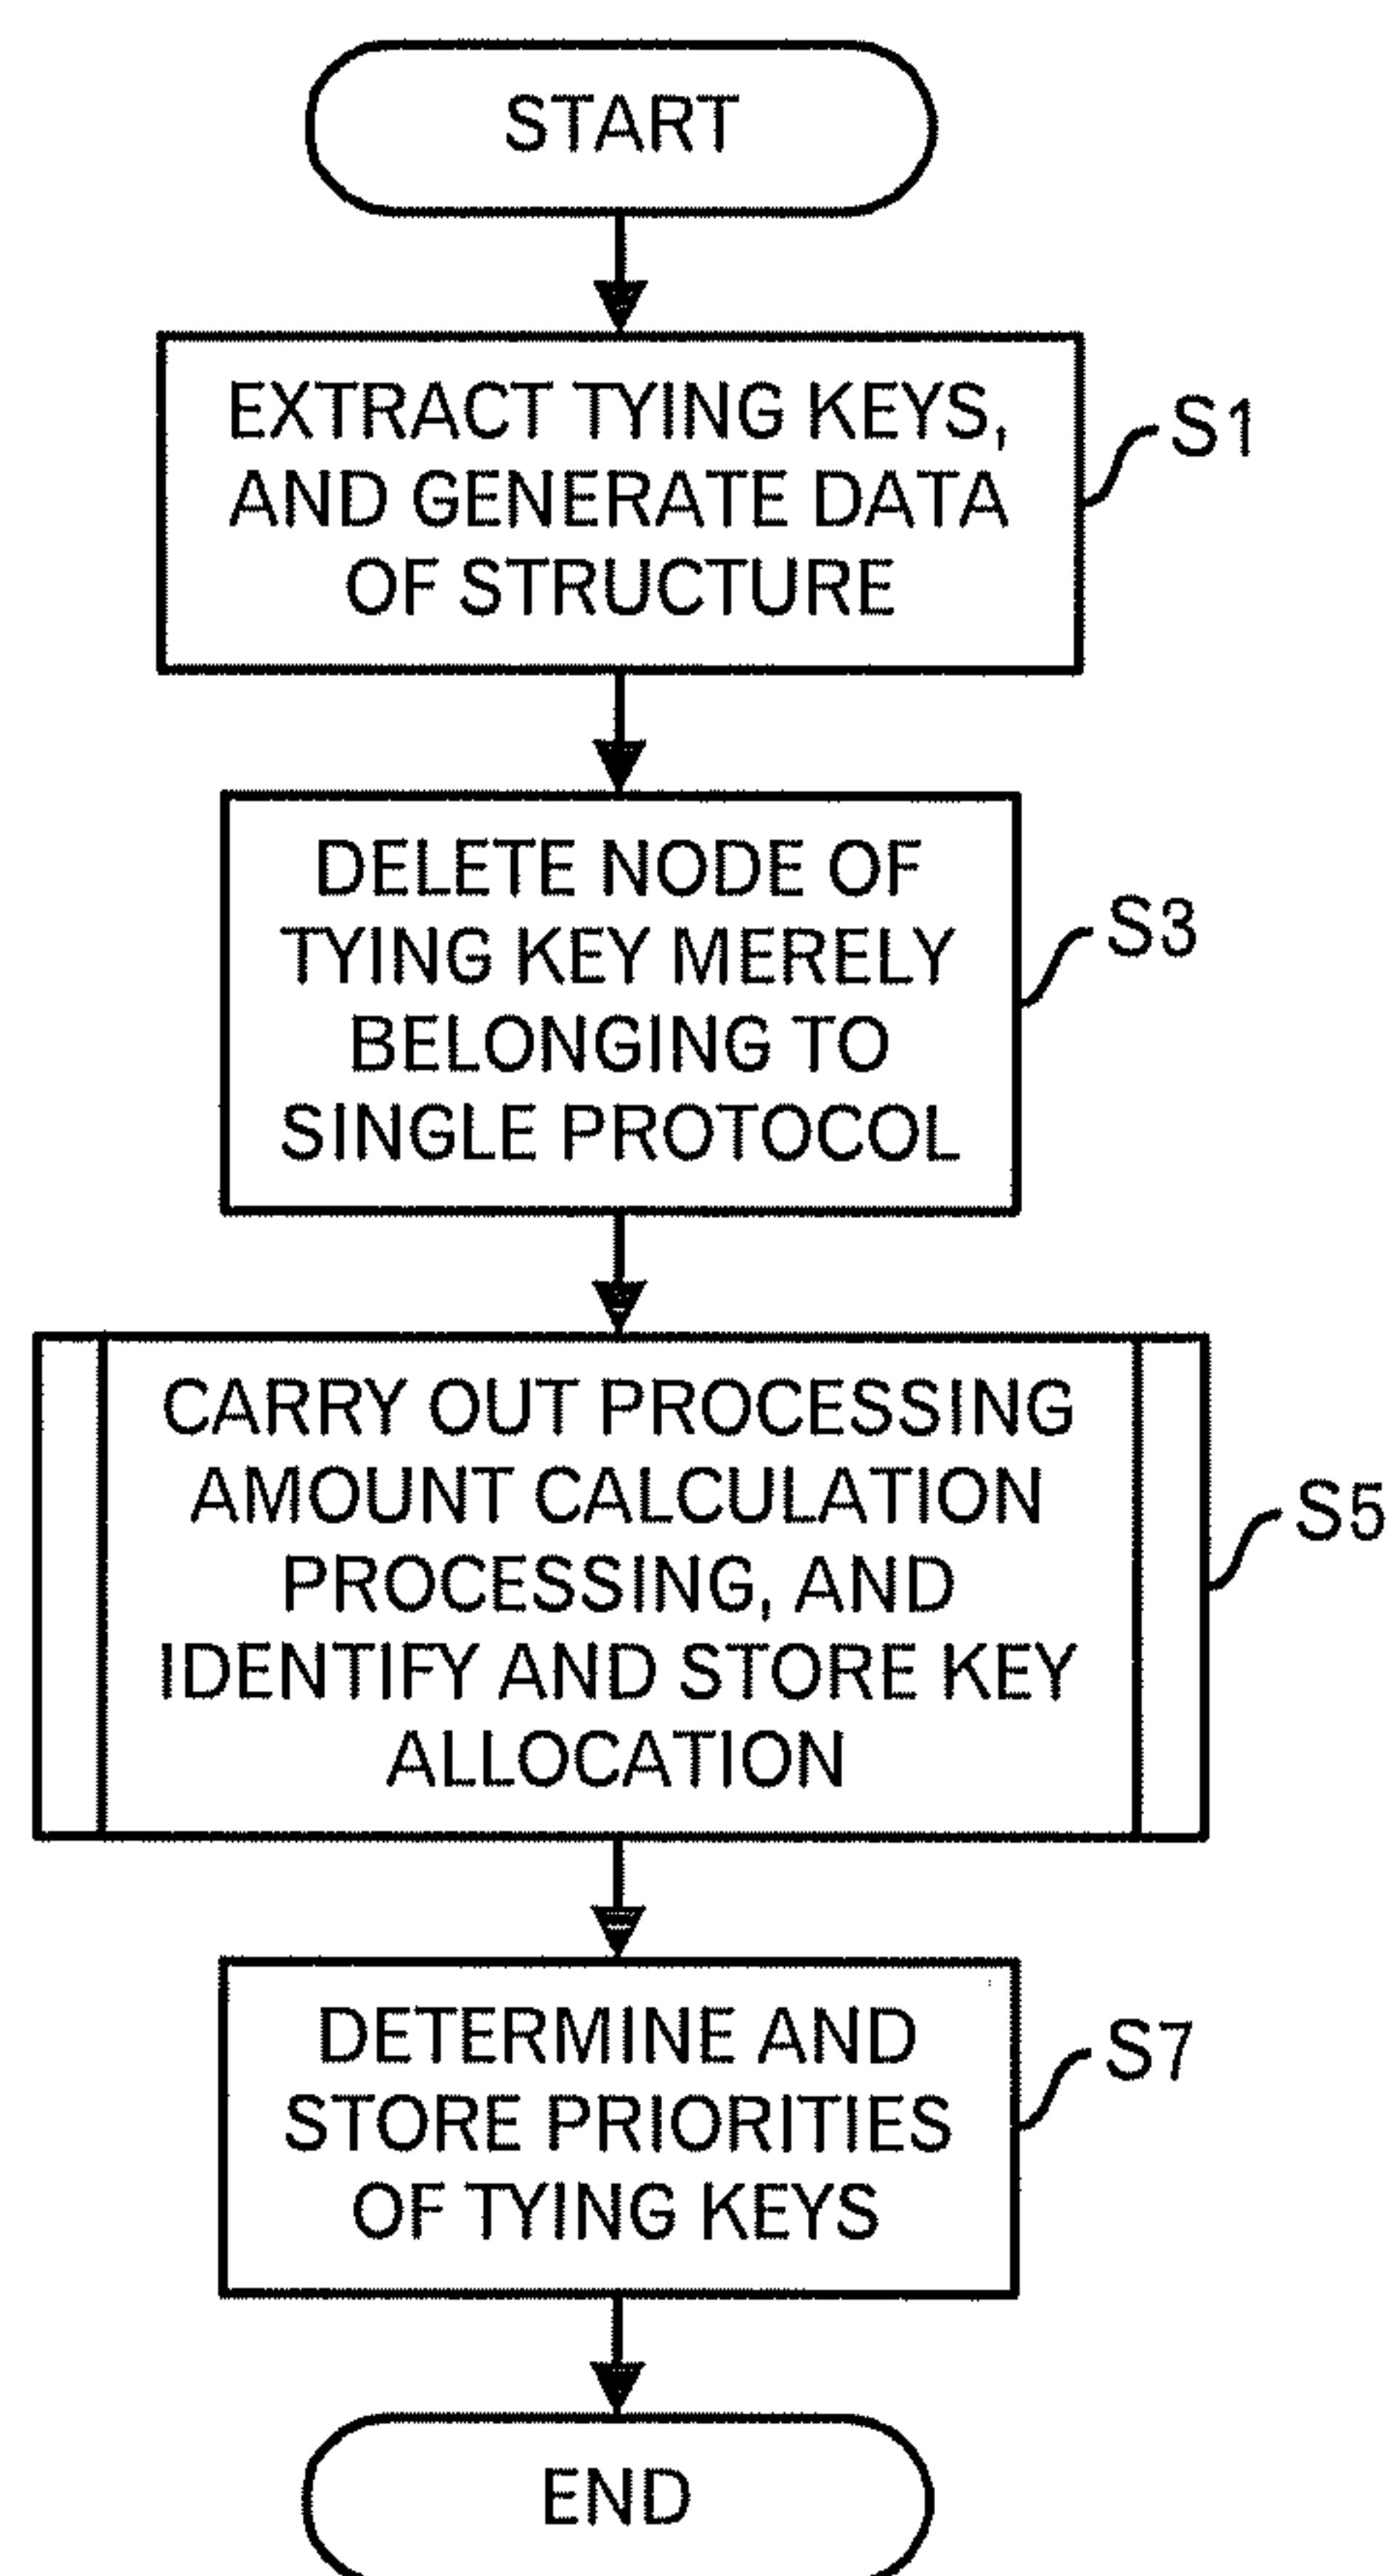 START
EXTRACT TYING KEYS,
AND GENERATE DATA
OF STRUCTURE
S1
DELETE NODE OF
TYING KEY MERELY
BELONGING TO
SINGLE PROTOCOL
S3
CARRY OUT PROCESSING
AMOUNT CALCULATION
PROCESSING, AND
IDENTIFY AND STORE KEY
ALLOCATION
S5
DETERMINE AND
STORE PRIORITIES
OF TYING KEYS
S7
END